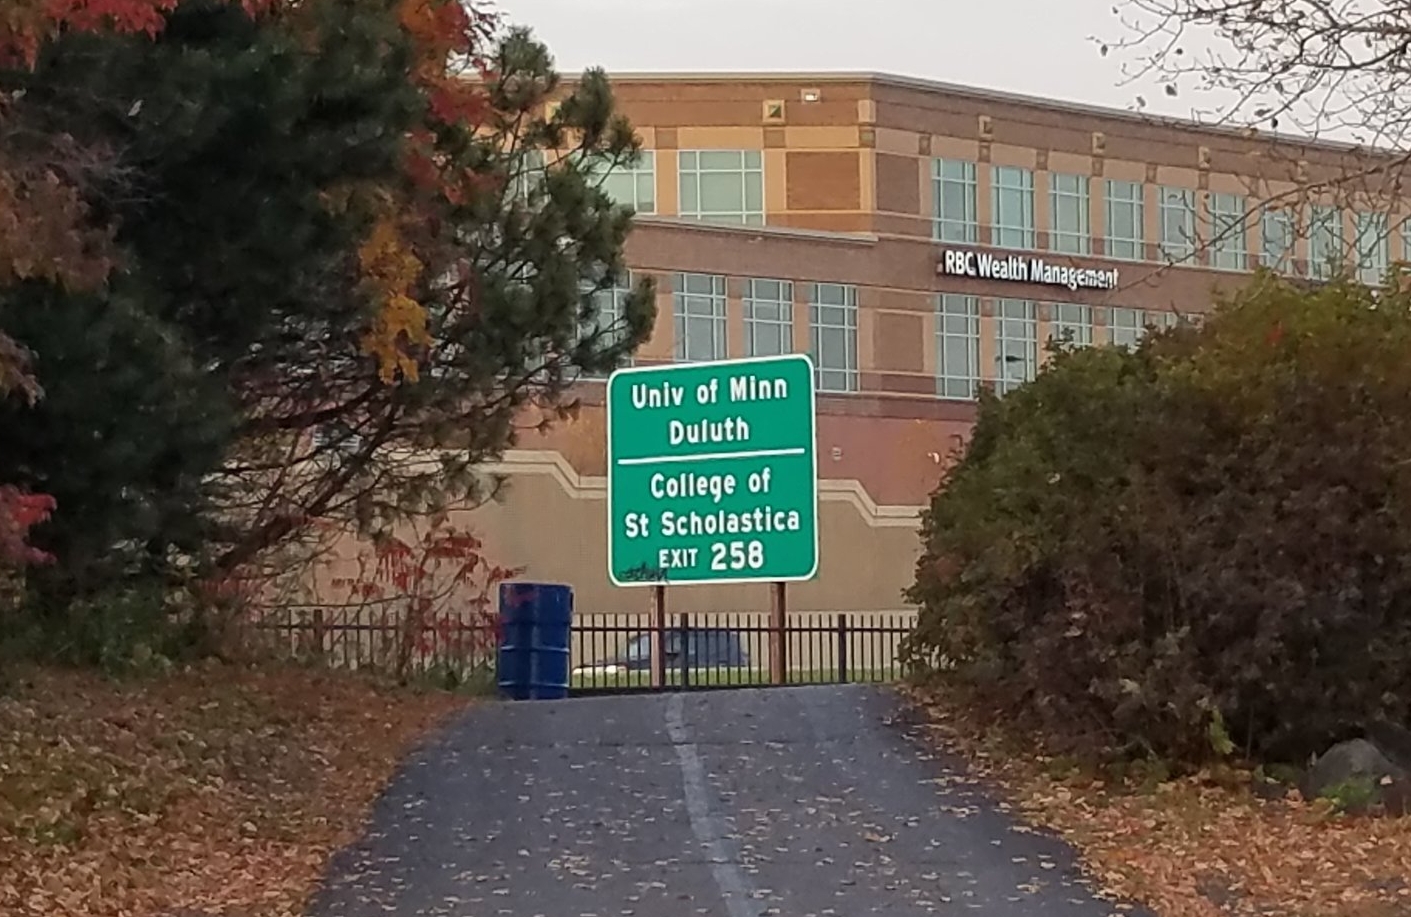 RBC Wealth Management
Univ of Minn
Duluth
College of
St Scholastica
EXIT 258